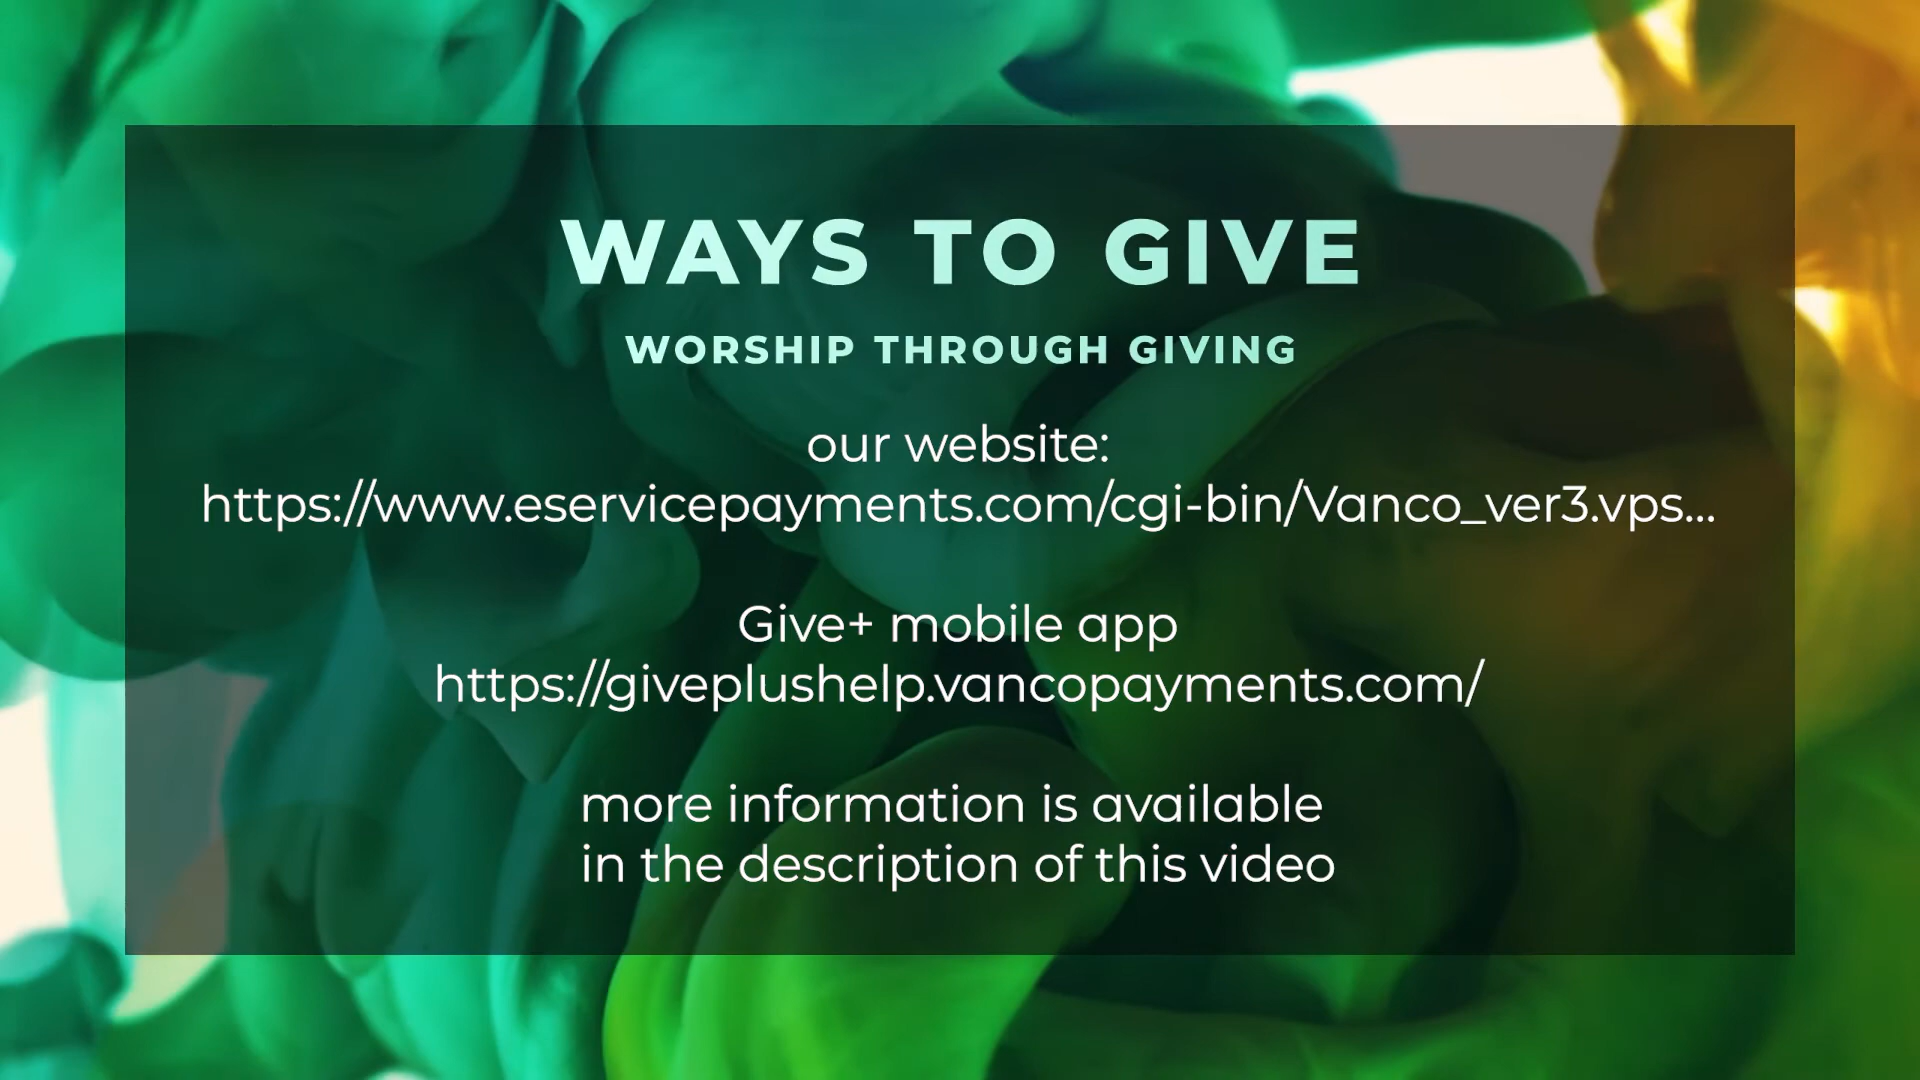 WAYS TO GIVE
WORSHIP THROUGH GIVING
our website:
https://www.eservicepayments.com/cgi-bin/Vanco_ver3.vps...
Give+ mobile app
https://giveplushelp.vancopayments.com/
more information is available
in the description of this video